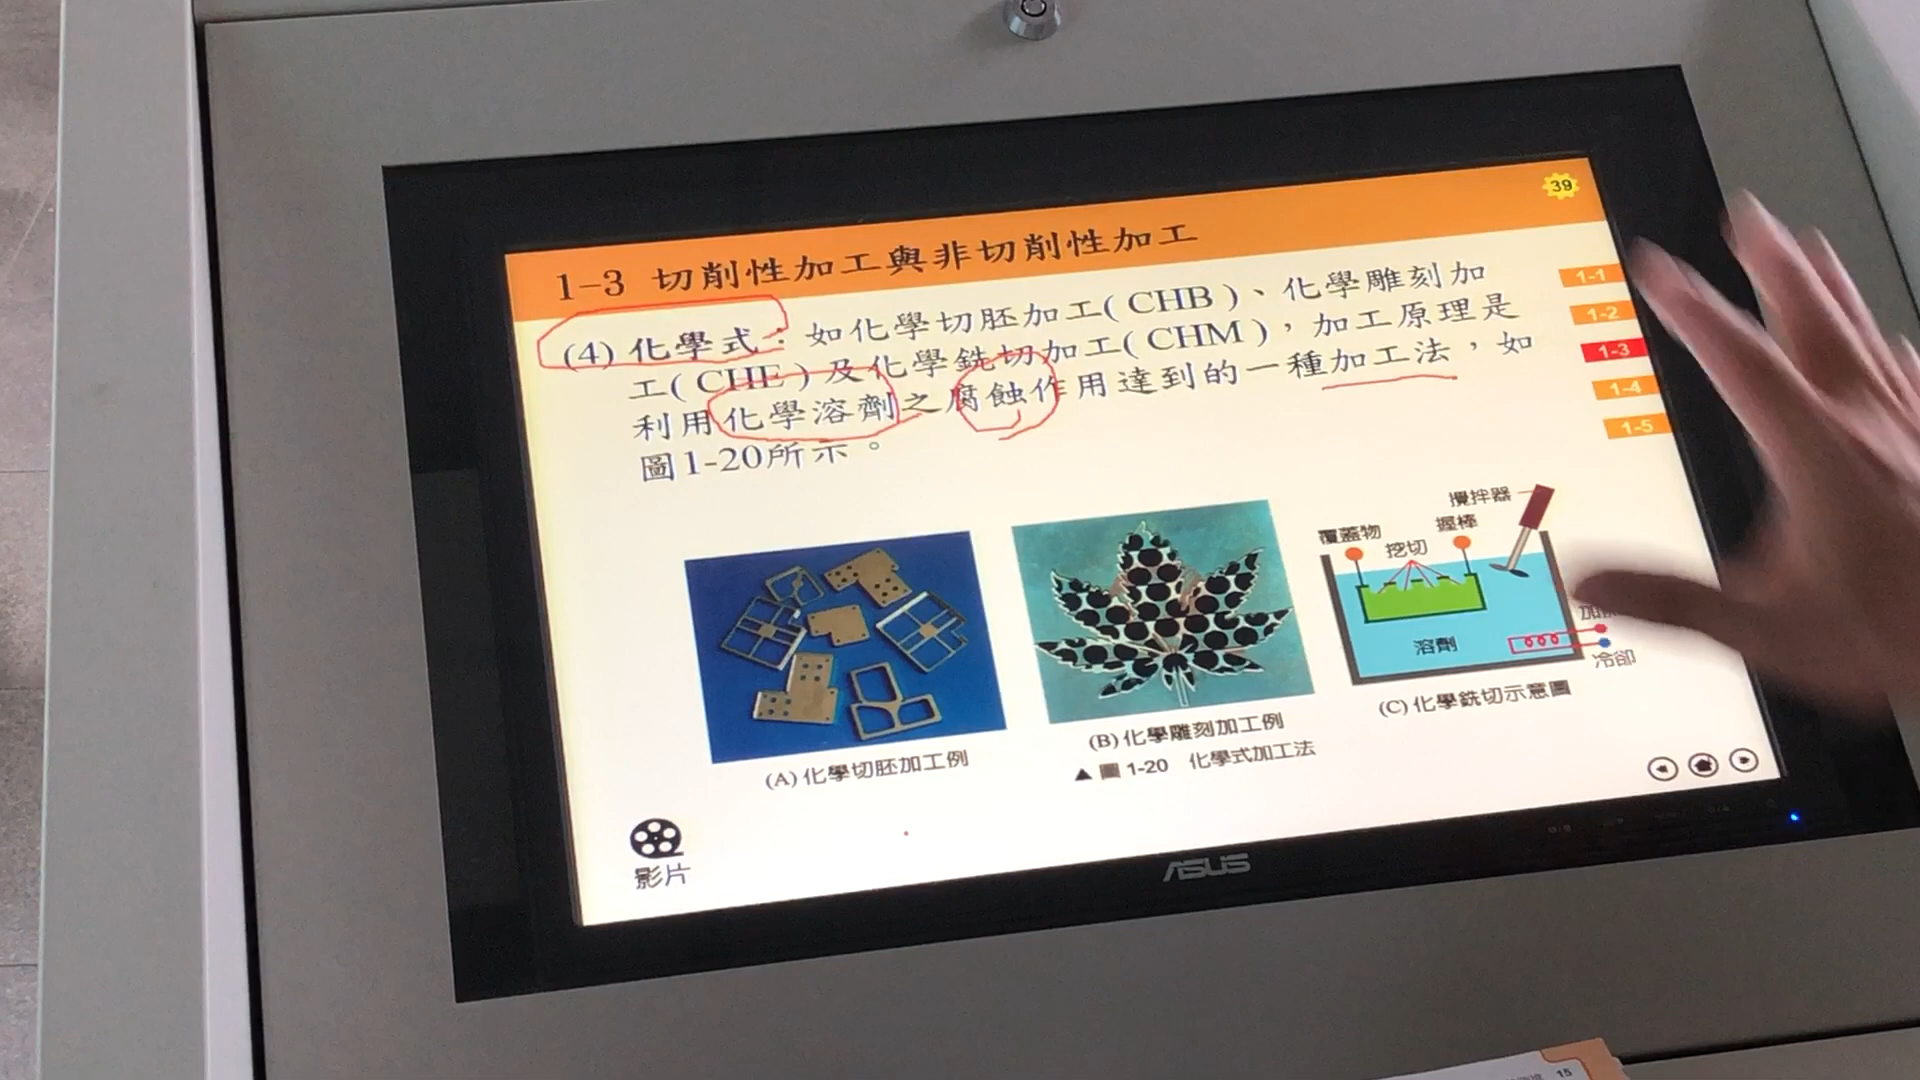 39
1-3 切削性加工與非切削性加工
(4) 化學式：如化學切胚加工(CHB)、化學雕刻加
工(CHE)及化學銑切加工(CHM)，加工原理是
利用化學溶劑之腐蝕作用達到的一種加工法，如
圖1-20所示。
1-1
1-2
1-3
1-4
1-5
攪拌器
覆蓋物
握棒
挖切
溶劑
冷卻
(A) 化學切胚加工例
(B) 化學雕刻加工例
(C) 化學銑切示意圖
▲ 圖 1-20 化學式加工法
影片
ASUS
15